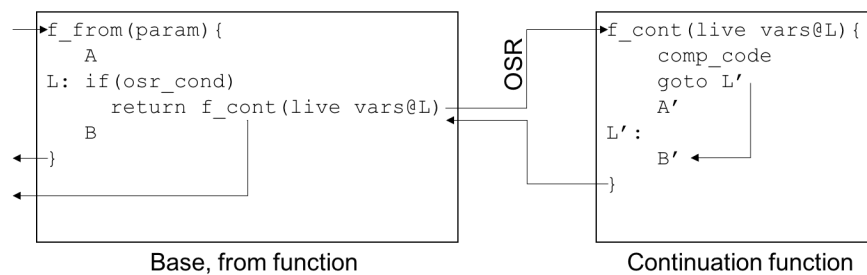 f_from(param){
A
L: if(osr_cond)
return f_cont(live vars@L)
B
}
Base, from function
OSR
f_cont(live vars@L){
comp_code
goto L′
A′
L′:
B′
}
Continuation function